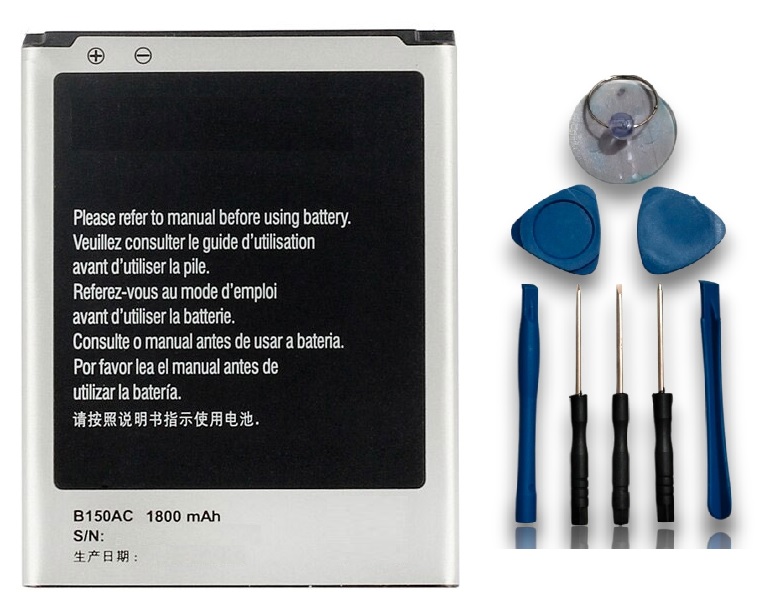 Please refer to manual before using battery.
Veuillez consulter le guide d'utilisation
avant d'utiliser la pile.
Referez-vous au mode d'emploi
avant d'utiliser la batterie.
Consulte o manual antes de usar a bateria.
Por favor lea el manual antes de
utilizar la batería.
请按照说明书指示使用电池.
B150AC 1800 mAh
S/N:
生产日期: